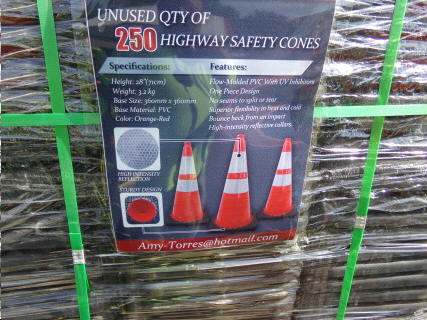 UNUSED QTY OF
250 HIGHWAY SAFETY CONES
Specifications:
Height: 28"(71cm)
Weight: 3.2 kg
Base Size: 360mm x 360mm
Base Material: PVC
Color: Orange-Red
Features:
Flow-Molded PVC With UV Inhibitors
One Piece Design
No seams to split or tear
Superior flexibility in heat and cold
Bounce back from an impact
High-intensity reflective collars
HIGH INTENSITY
REFLECTION
STURDY DESIGN
Amy-Torres@hotmail.com